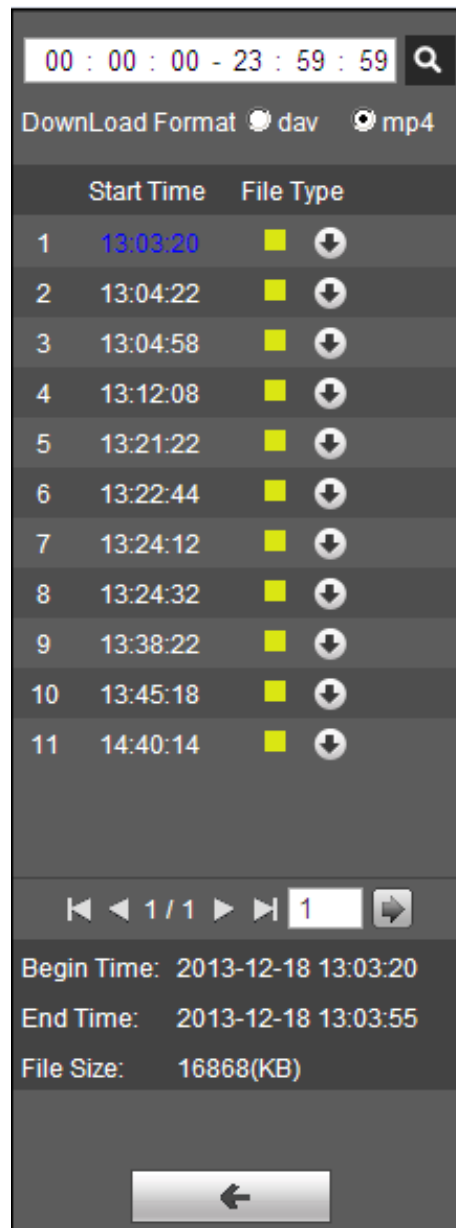 00 : 00 : 00 - 23 : 59 : 59
DownLoad Format dav mp4
Start Time File Type
1 13:03:20
2 13:04:22
3 13:04:58
4 13:12:08
5 13:21:22
6 13:22:44
7 13:24:12
8 13:24:32
9 13:38:22
10 13:45:18
11 14:40:14
1 / 1 1
Begin Time: 2013-12-18 13:03:20
End Time: 2013-12-18 13:03:55
File Size: 16868(KB)